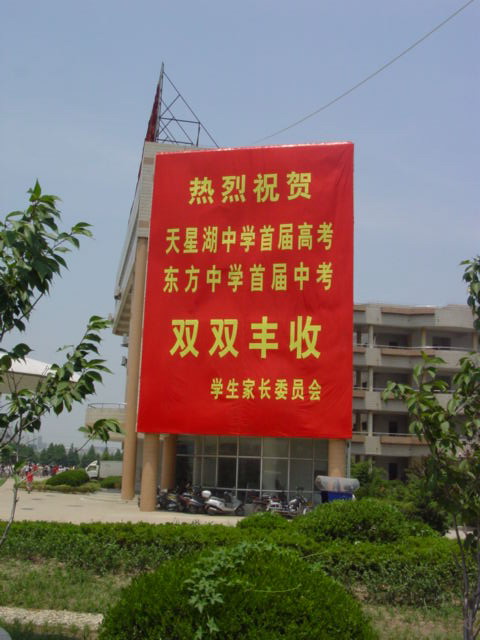 热烈祝贺
天星湖中学首届高考
东方中学首届中考
双双丰收
学生家长委员会